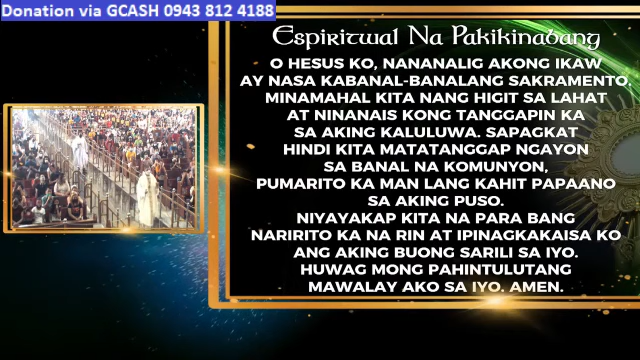 Donation via GCASH 0943 812 4188
Espiritwal Na Pakikinabang
O HESUS KO, NANANALIG AKONG IKAW
AY NASA KABANAL-BANALANG SAKRAMENTO.
MINAMAHAL KITA NANG HIGIT SA LAHAT
AT NINANAIS KONG TANGGAPIN KA
SA AKING KALULUWA. SAPAGKAT
HINDI KITA MATATANGGAP NGAYON
SA BANAL NA KOMUNYON,
PUMARITO KA MAN LANG KAHIT PAPAANO
SA AKING PUSO.
NIYAYAKAP KITA NA PARA BANG
NARIRITO KA NA RIN AT IPINAGKAKAISA KO
ANG AKING BUONG SARILI SA IYO.
HUWAG MONG PAHINTULUTANG
MAWALAY AKO SA IYO. AMEN.